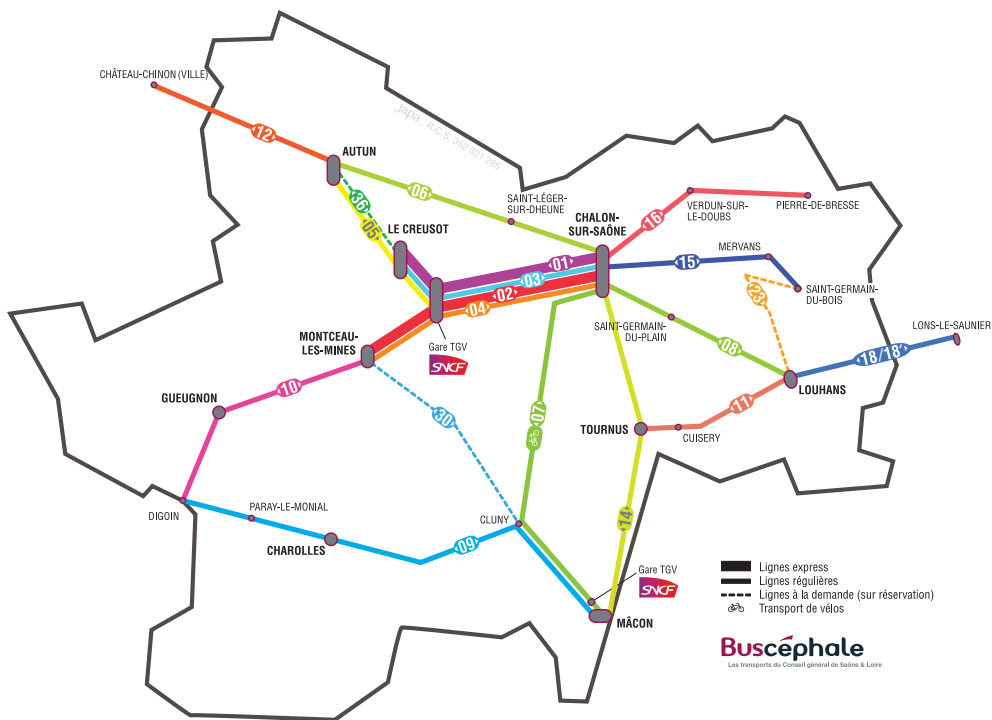 CHÂTEAU-CHINON (VILLE)
12
AUTUN
Japa. R.C.S. 352 321 285
36
05
06
SAINT-LÉGER-
SUR-DHEUNE
CHALON-
SUR-SAÔNE
16
VERDUN-SUR-
LE-DOUBS
PIERRE-DE-BRESSE
LE CREUSOT
01
03
02
04
15
MERVANS
SAINT-GERMAIN-
DU-BOIS
23
MONTCEAU-
LES-MINES
Gare TGV
SNCF
SAINT-GERMAIN-
DU-PLAIN
08
LONS-LE-SAUNIER
18/18'
LOUHANS
10
GUEUGNON
30
07
11
TOURNUS
CUISERY
DIGOIN
PARAY-LE-MONIAL
CHAROLLES
09
CLUNY
14
Gare TGV
SNCF
MÂCON
Lignes express
Lignes régulières
Lignes à la demande (sur réservation)
Transport de vélos
Buscéphale
Les transports du Conseil général de Saône & Loire